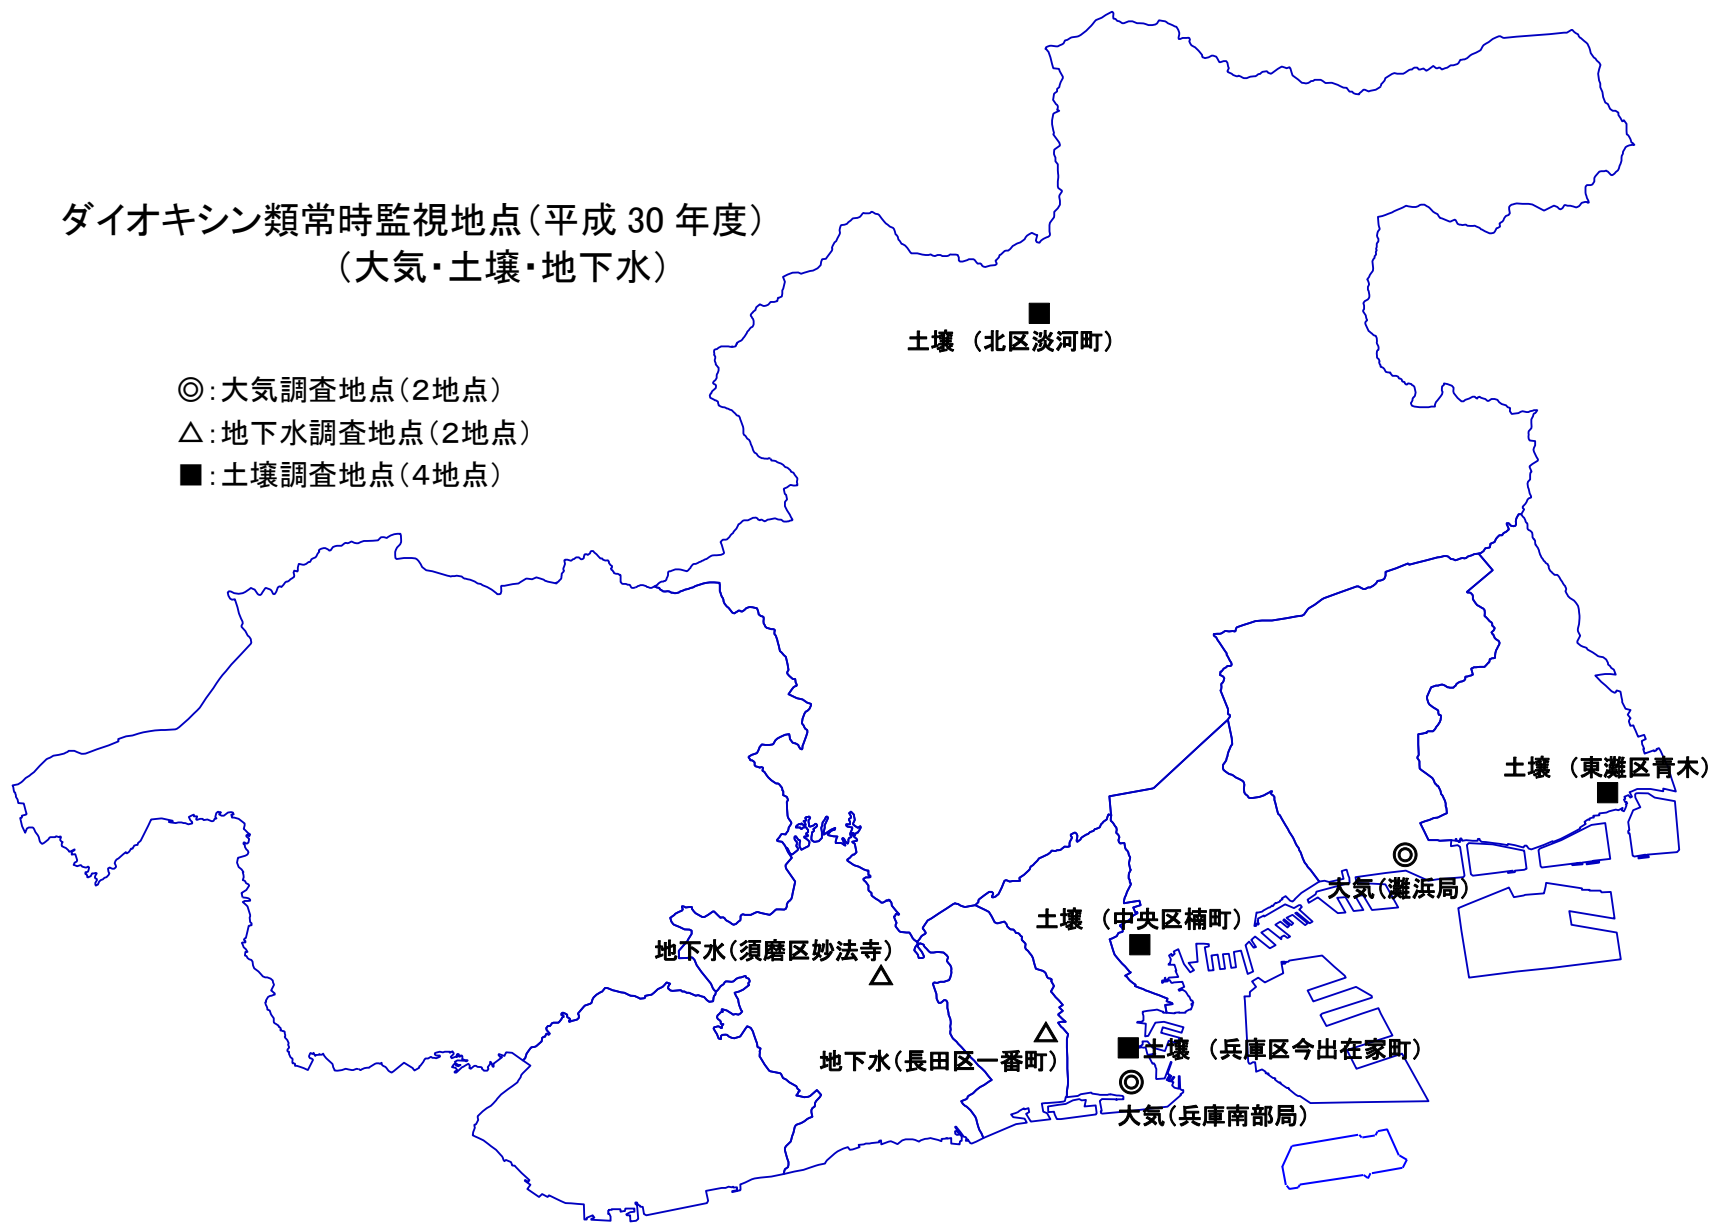 ダイオキシン類常時監視地点(平成 30 年度)
(大気・土壌・地下水)
◎:大気調査地点(2地点)
△:地下水調査地点(2地点)
■:土壌調査地点(4地点)
土壌 (北区淡河町)
土壌 (東灘区青木)
大気(灘浜局)
土壌 (中央区楠町)
地下水(須磨区妙法寺)
土壌 (兵庫区今出在家町)
地下水(長田区一番町)
大気(兵庫南部局)